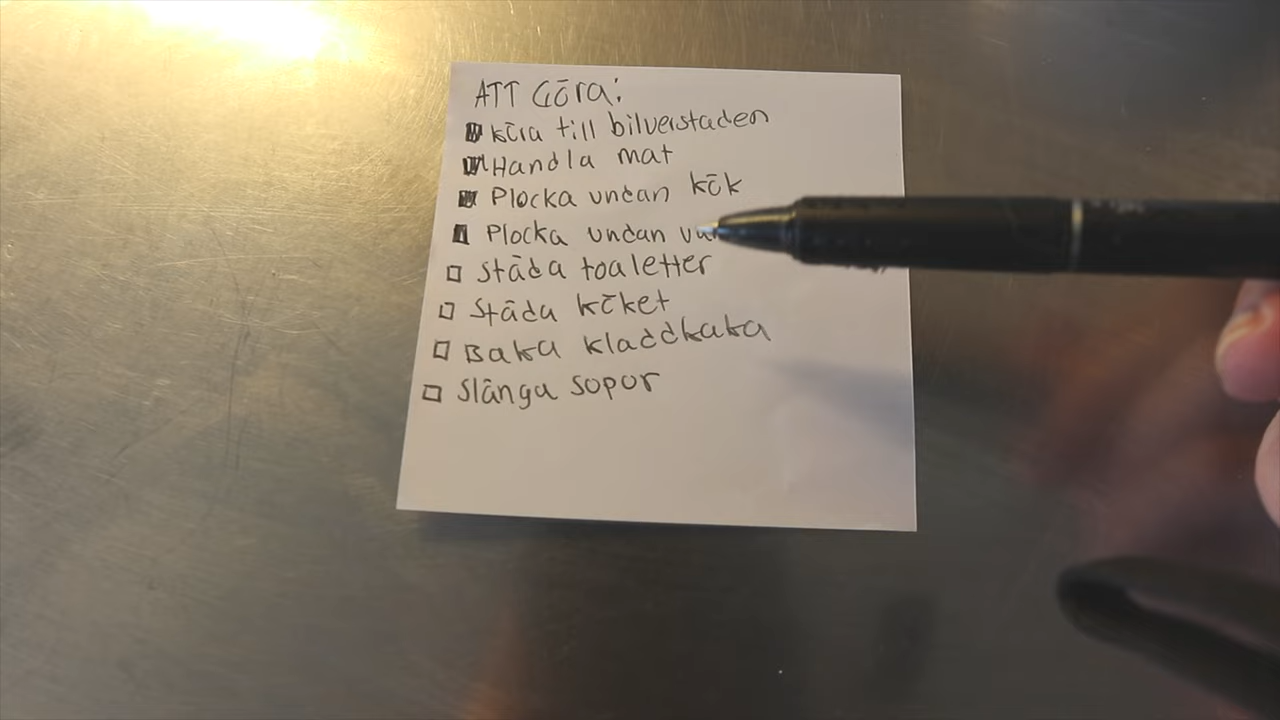 ATT GÖra:
köra till bilverstaden
Handla mat
Plocka undan kök
Plocka undan
städa toaletter
städa köket
Baka kladdkaka
slänga sopor